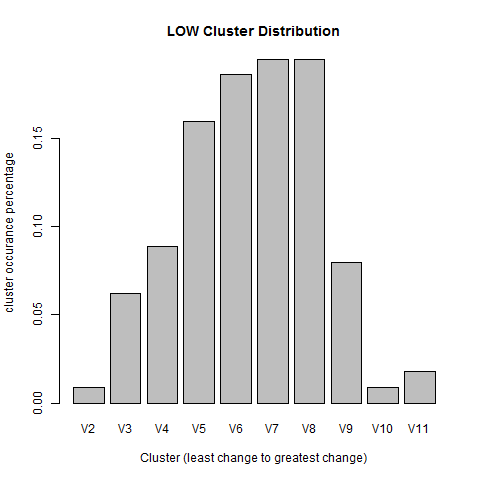 LOW Cluster Distribution
cluster occurance percentage
0.15
0.10
0.05
0.00
V2 V3 V4 V5 V6 V7 V8 V9 V10 V11
Cluster (least change to greatest change)